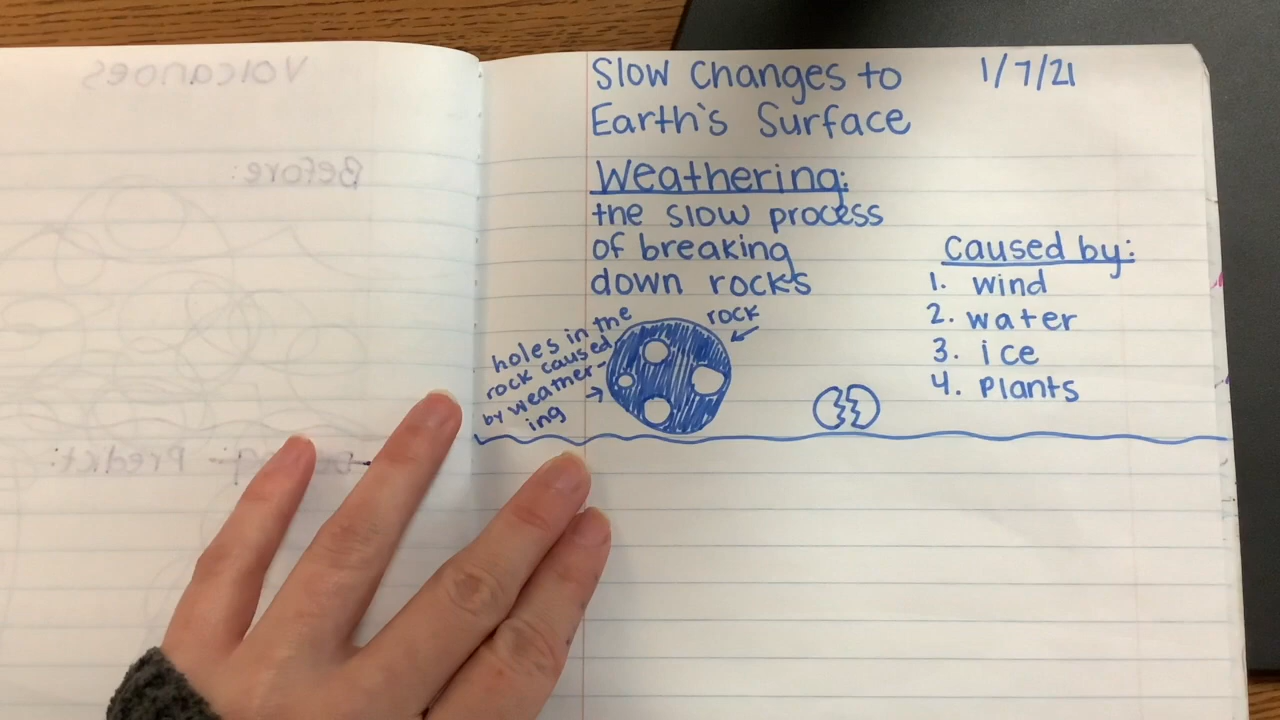 Volcanoes
Before:
Predict:
Slow Changes to 1/7/21
Earth's Surface
Weathering:
the slow process
of breaking
down rocks
Caused by:
1. wind
2. water
3. ice
4. Plants
rock
holes in the
rock caused
by weather-
ing